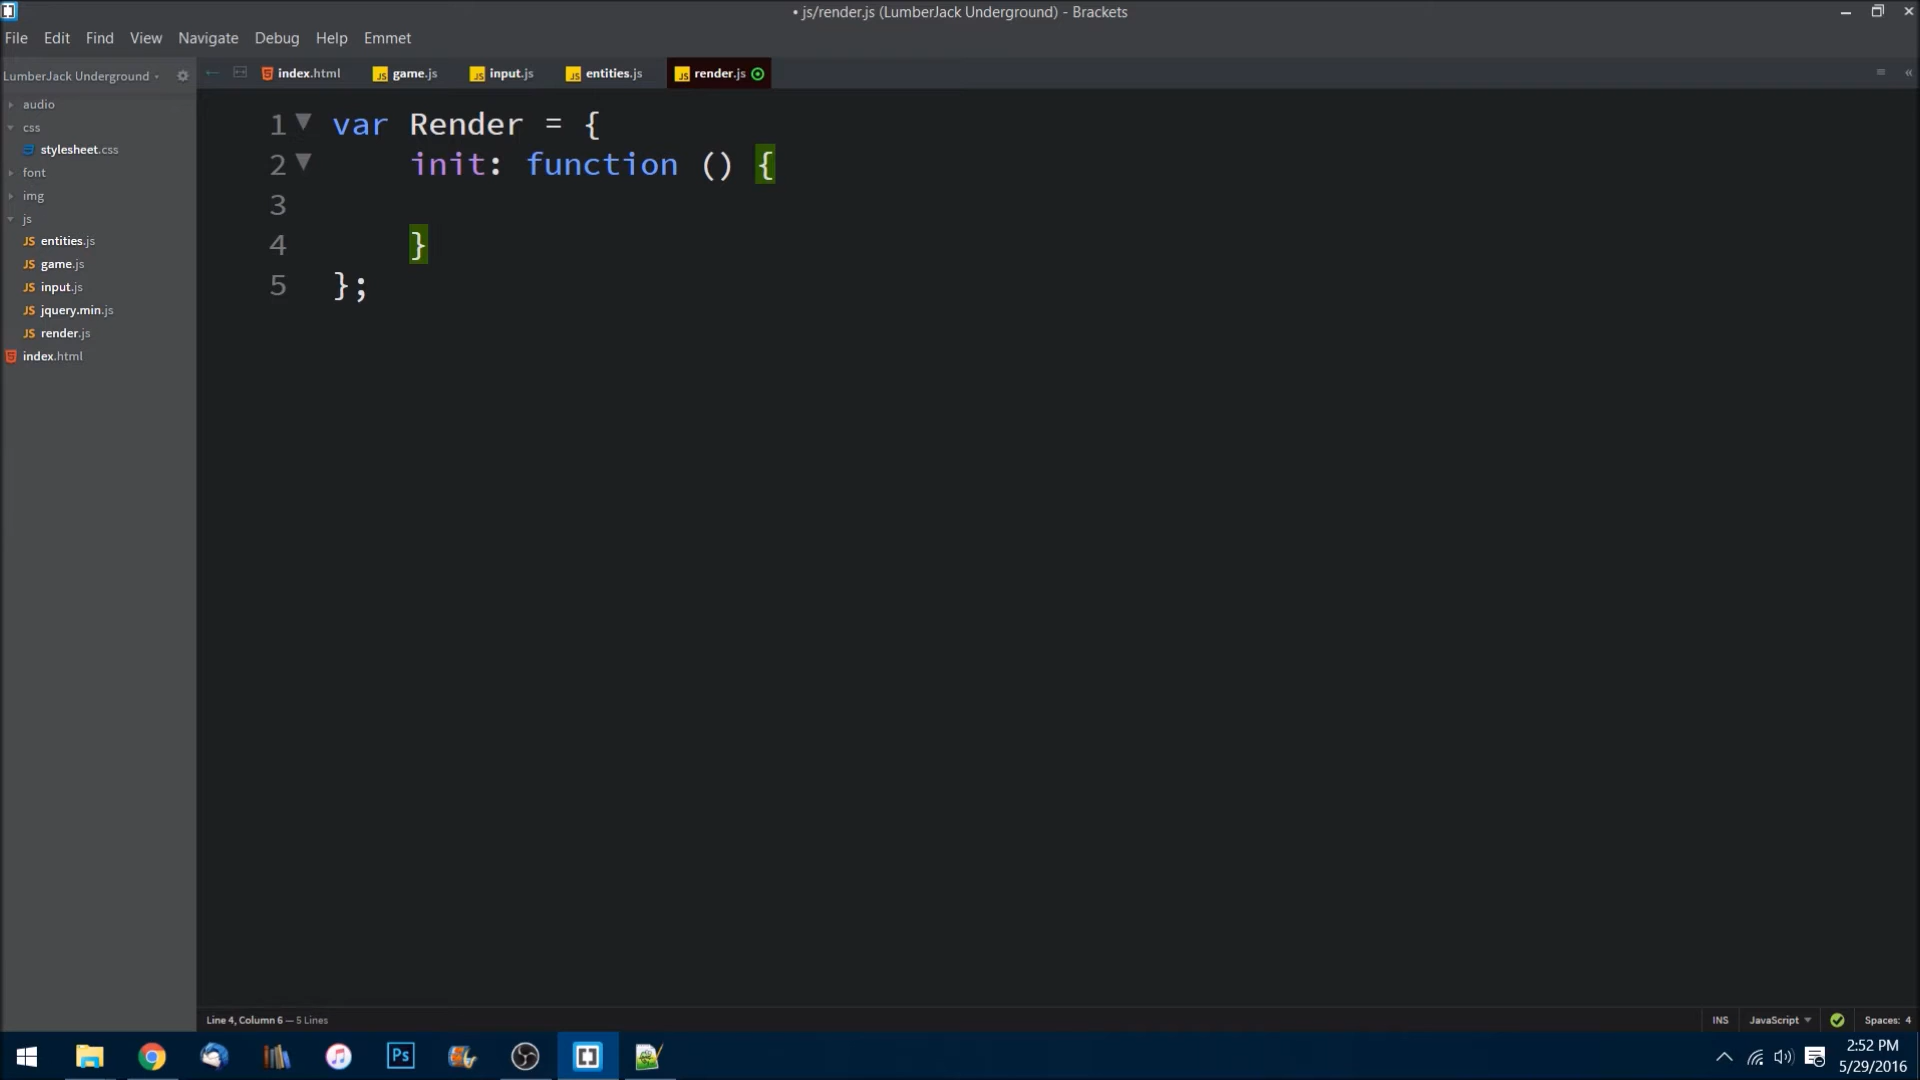 • js/render.js (LumberJack Underground) - Brackets
File Edit Find View Navigate Debug Help Emmet
LumberJack Underground
index.html game.js input.js entities.js render.js
audio
css
stylesheet.css
font
img
js
entities.js
game.js
input.js
jquery.min.js
render.js
index.html
1 var Render = {
2 init: function () {
3
4 }
5 };
Line 4, Column 6 — 5 Lines
INS JavaScript Spaces: 4
Ps
2:52 PM
5/29/2016